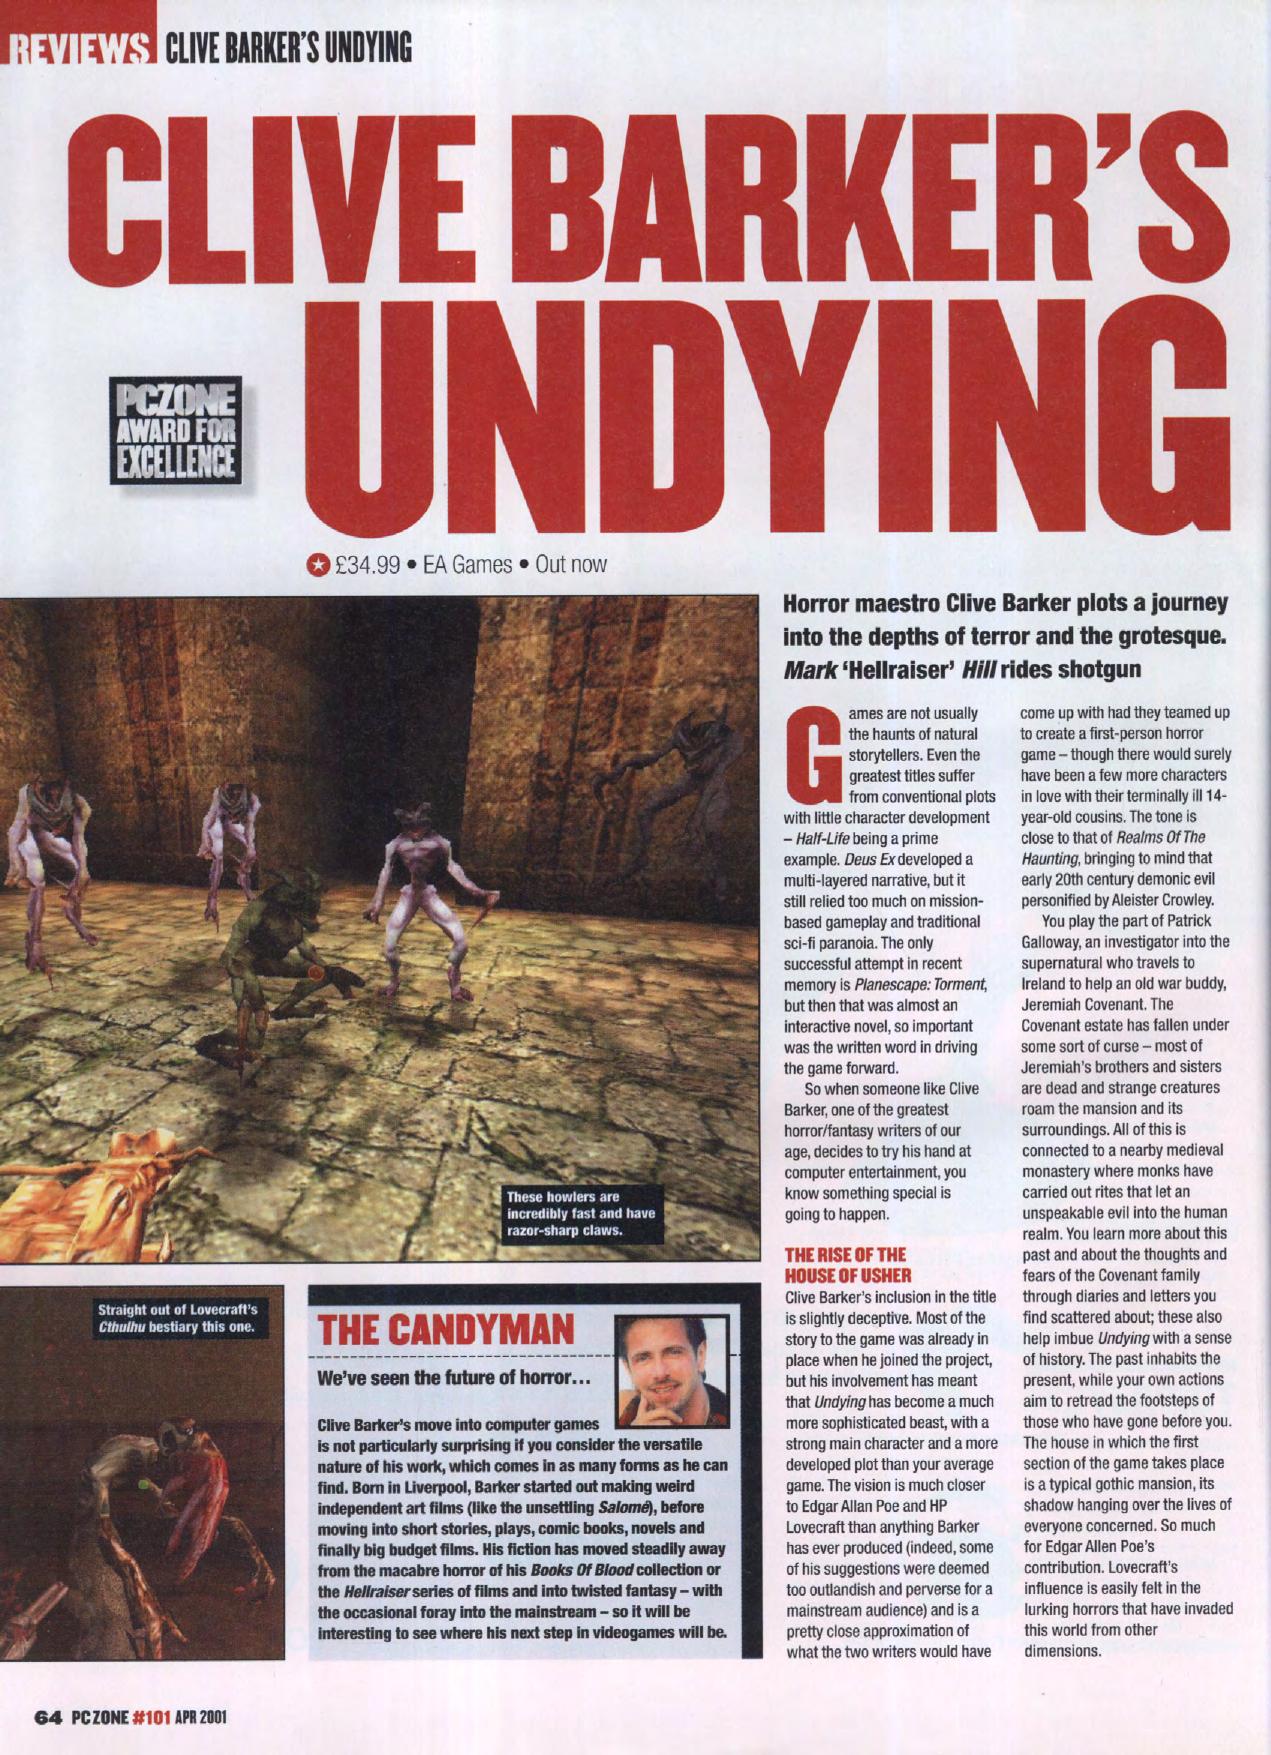 REVIEWS CLIVE BARKER'S UNDYING
CLIVE BARKER'S
UNDYING
PCZONE
AWARD FOR
EXCELLENCE
£34.99 • EA Games • Out now
Horror maestro Clive Barker plots a journey
into the depths of terror and the grotesque.
Mark 'Hellraiser' Hill rides shotgun
Games are not usually
the haunts of natural
storytellers. Even the
greatest titles suffer
from conventional plots
with little character development
– Half-Life being a prime
example. Deus Ex developed a
multi-layered narrative, but it
still relied too much on mission-
based gameplay and traditional
sci-fi paranoia. The only
successful attempt in recent
memory is Planescape: Torment,
but then that was almost an
interactive novel, so important
was the written word in driving
the game forward.
So when someone like Clive
Barker, one of the greatest
horror/fantasy writers of our
age, decides to try his hand at
computer entertainment, you
know something special is
going to happen.
THE RISE OF THE
HOUSE OF USHER
Clive Barker's inclusion in the title
is slightly deceptive. Most of the
story to the game was already in
place when he joined the project,
but his involvement has meant
that Undying has become a much
more sophisticated beast, with a
strong main character and a more
developed plot than your average
game. The vision is much closer
to Edgar Allan Poe and HP
Lovecraft than anything Barker
has ever produced (indeed, some
of his suggestions were deemed
too outlandish and perverse for a
mainstream audience) and is a
pretty close approximation of
what the two writers would have
come up with had they teamed up
to create a first-person horror
game – though there would surely
have been a few more characters
in love with their terminally ill 14-
year-old cousins. The tone is
close to that of Realms Of The
Haunting, bringing to mind that
early 20th century demonic evil
personified by Aleister Crowley.
You play the part of Patrick
Galloway, an investigator into the
supernatural who travels to
Ireland to help an old war buddy,
Jeremiah Covenant. The
Covenant estate has fallen under
some sort of curse – most of
Jeremiah's brothers and sisters
are dead and strange creatures
roam the mansion and its
surroundings. All of this is
connected to a nearby medieval
monastery where monks have
carried out rites that let an
unspeakable evil into the human
realm. You learn more about this
past and about the thoughts and
fears of the Covenant family
through diaries and letters you
find scattered about; these also
help imbue Undying with a sense
of history. The past inhabits the
present, while your own actions
aim to retread the footsteps of
those who have gone before you.
The house in which the first
section of the game takes place
is a typical gothic mansion, its
shadow hanging over the lives of
everyone concerned. So much
for Edgar Allen Poe's
contribution. Lovecraft's
influence is easily felt in the
lurking horrors that have invaded
this world from other
dimensions.
These howlers are
incredibly fast and have
razor-sharp claws.
Straight out of Lovecraft's
Cthulhu bestiary this one.
THE CANDYMAN
We've seen the future of horror...
Clive Barker's move into computer games
is not particularly surprising if you consider the versatile
nature of his work, which comes in as many forms as he can
find. Born in Liverpool, Barker started out making weird
independent art films (like the unsettling Salomé), before
moving into short stories, plays, comic books, novels and
finally big budget films. His fiction has moved steadily away
from the macabre horror of his Books Of Blood collection or
the Hellraiser series of films and into twisted fantasy – with
the occasional foray into the mainstream – so it will be
interesting to see where his next step in videogames will be.
64 PCZONE #101 APR 2001